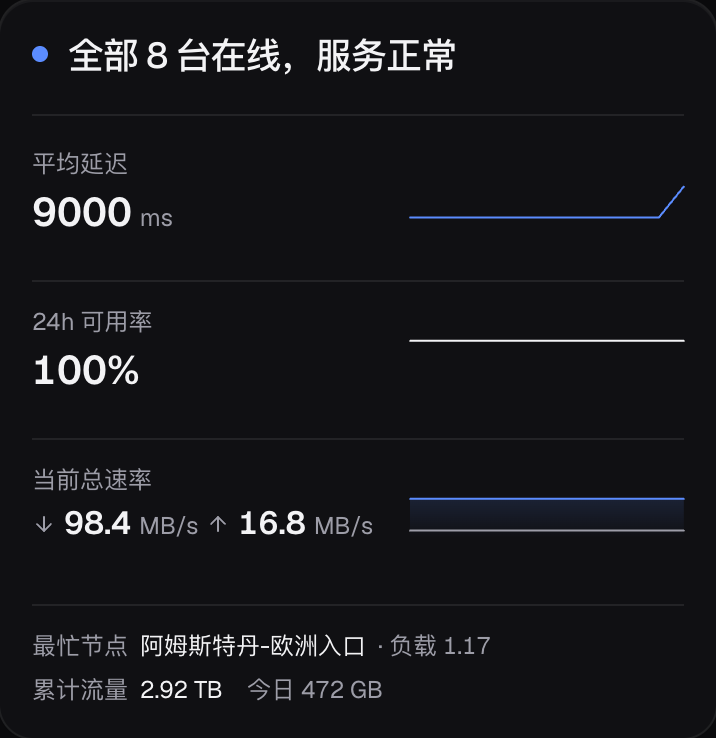 全部 8 台在线，服务正常
平均延迟
9000 ms
24h 可用率
100%
当前总速率
↓ 98.4 MB/s ↑ 16.8 MB/s
最忙节点 阿姆斯特丹-欧洲入口 · 负载 1.17
累计流量 2.92 TB 今日 472 GB